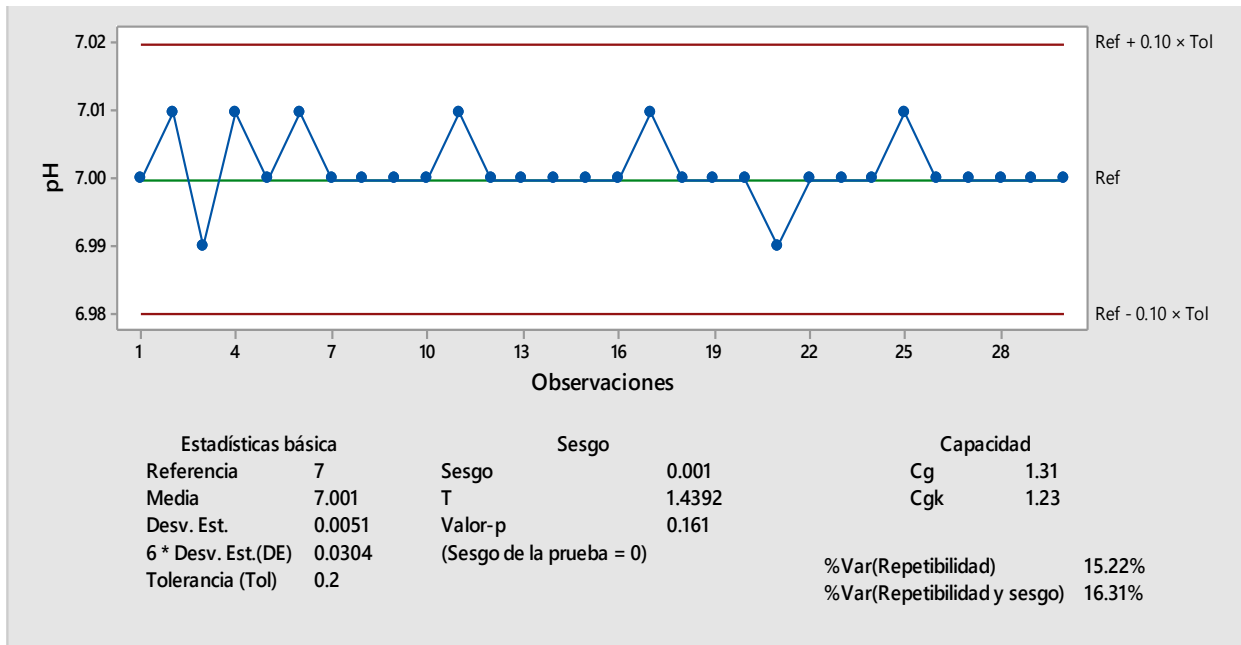 7.02
7.01
7.00
6.99
6.98
pH
Ref + 0.10 × Tol
Ref
Ref - 0.10 × Tol
1 4 7 10 13 16 19 22 25 28
Observaciones
Estadísticas básica
Referencia 7
Media 7.001
Desv. Est. 0.0051
6 * Desv. Est.(DE) 0.0304
Tolerancia (Tol) 0.2
Sesgo
Sesgo 0.001
T 1.4392
Valor-p 0.161
(Sesgo de la prueba = 0)
Capacidad
Cg 1.31
Cgk 1.23
%Var(Repetibilidad) 15.22%
%Var(Repetibilidad y sesgo) 16.31%